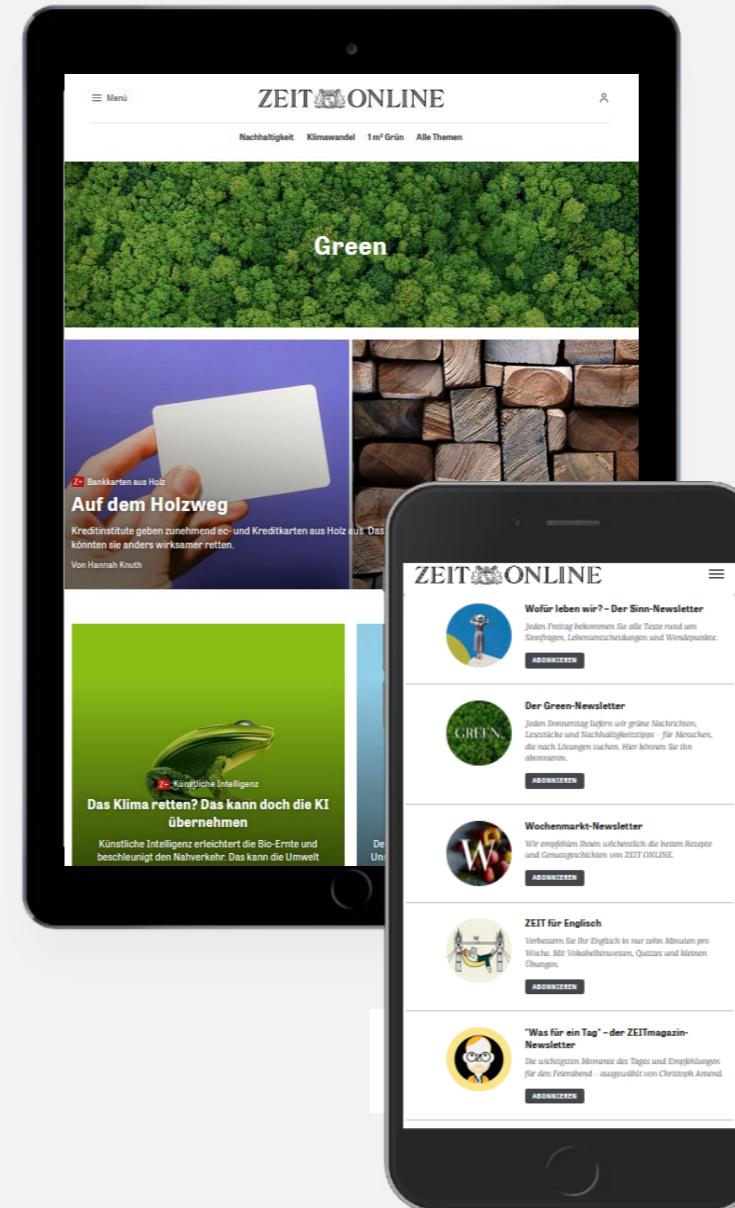 Menü
ZEIT ONLINE
Nachhaltigkeit Klimawandel 1 m² Grün Alle Themen
Green
Z+ Bankkarten aus Holz
Auf dem Holzweg
Kreditinstitute geben zunehmend ec- und Kreditkarten aus Holz aus. Das
könnten sie anders wirksamer retten.
Von Hannah Knuth
Z+ Künstliche Intelligenz
Das Klima retten? Das kann doch die KI
übernehmen
Künstliche Intelligenz erleichtert die Bio-Ernte und
beschleunigt den Nahverkehr. Das kann die Umwelt
De
Uns
ZEIT ONLINE
Wofür leben wir? – Der Sinn-Newsletter
Jeden Freitag bekommen Sie alle Texte rund um
Sinnfragen, Lebensentscheidungen und Wendepunkte.
ABONNIEREN
GREEN.
Der Green-Newsletter
Jeden Donnerstag liefern wir grüne Nachrichten,
Lesestücke und Nachhaltigkeitstipps – für Menschen,
die nach Lösungen suchen. Hier können Sie ihn
abonnieren.
ABONNIEREN
W
Wochenmarkt-Newsletter
Wir empfehlen Ihnen wöchentlich die besten Rezepte
und Genussgeschichten von ZEIT ONLINE.
ABONNIEREN
ZEIT für Englisch
Verbessern Sie Ihr Englisch in nur zehn Minuten pro
Woche. Mit Vokabelhinweisen, Quizzes und kleinen
Übungen.
ABONNIEREN
"Was für ein Tag" – der ZEITmagazin-
Newsletter
Die wichtigsten Momente des Tages und Empfehlungen
für den Feierabend – ausgewählt von Christoph Amend.
ABONNIEREN